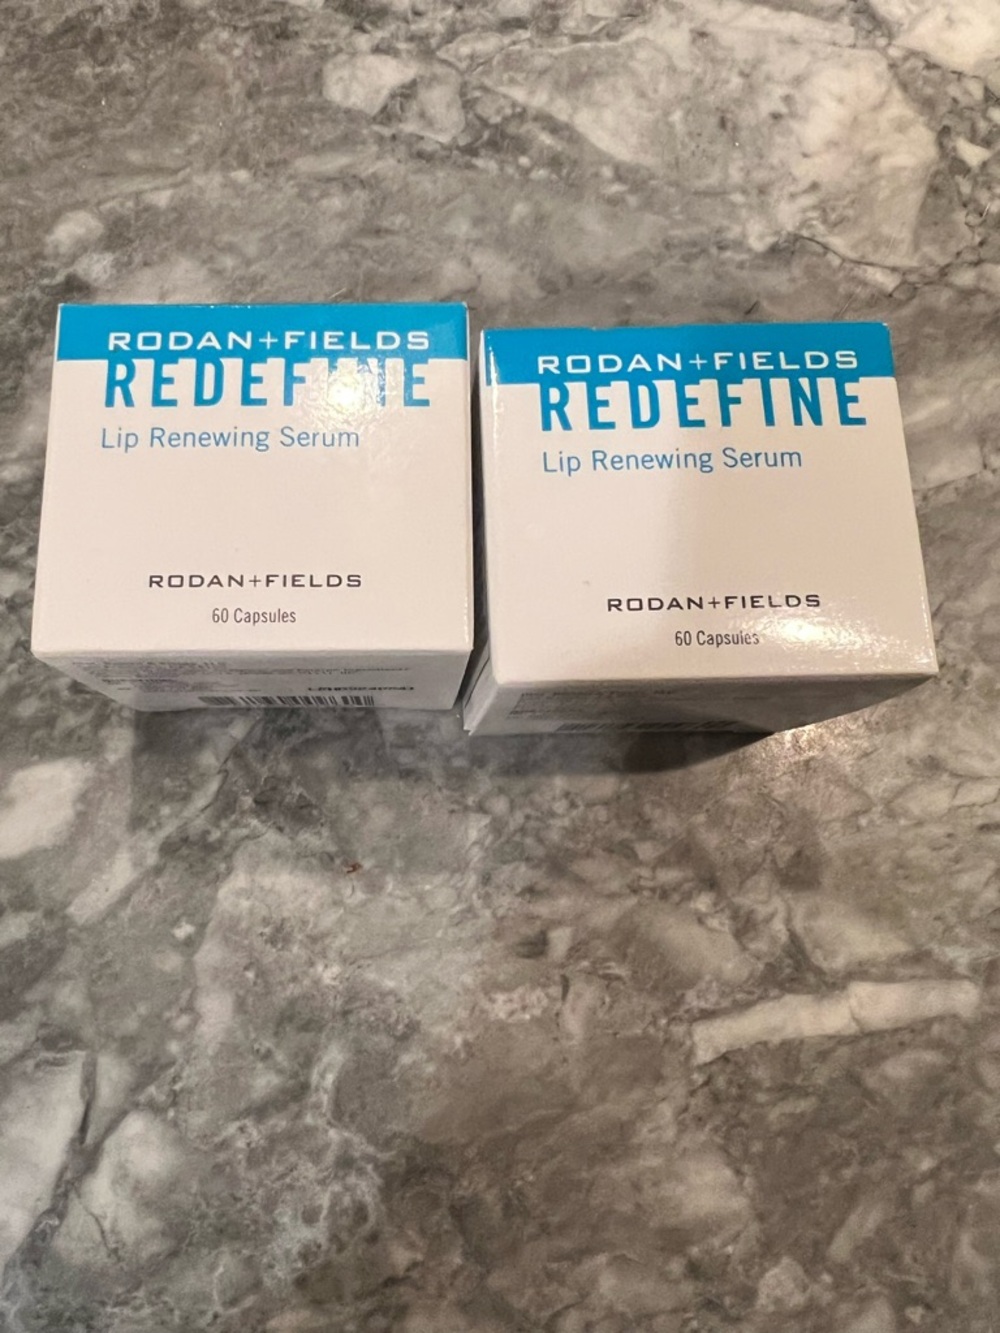 RODAN+FIELDS
REDEFINE
Lip Renewing Serum
RODAN+FIELDS
60 Capsules
RODAN+FIELDS
REDEFINE
Lip Renewing Serum
RODAN+FIELDS
60 Capsules